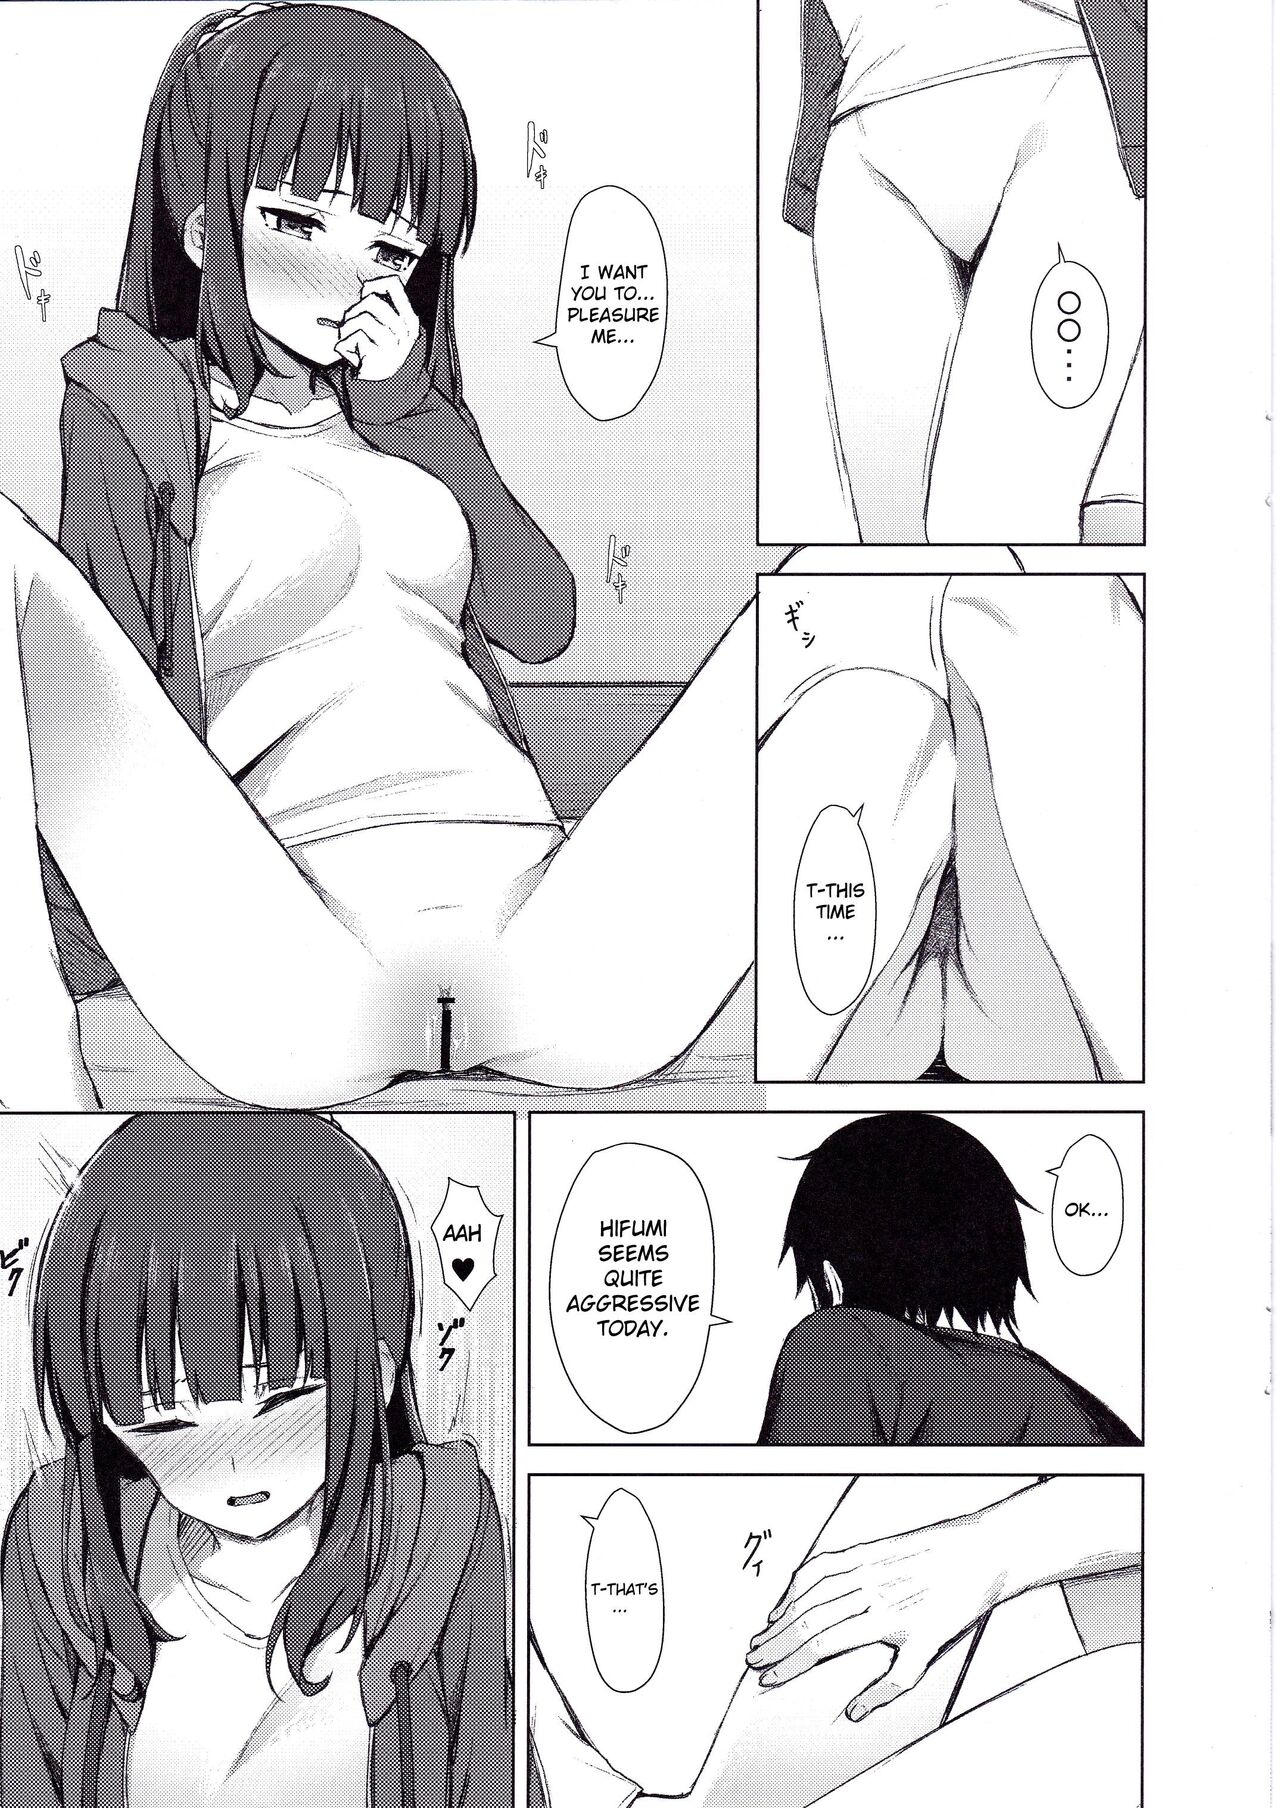 ○○...
ギシ
T-THIS
TIME
...
I WANT
YOU TO...
PLEASURE
ME...
ドキ
ドキ
ドキ
OK...
HIFUMI
SEEMS
QUITE
AGGRESSIVE
TODAY.
T-THAT'S
...
グイ
AAH
♥
ゾク
ビク